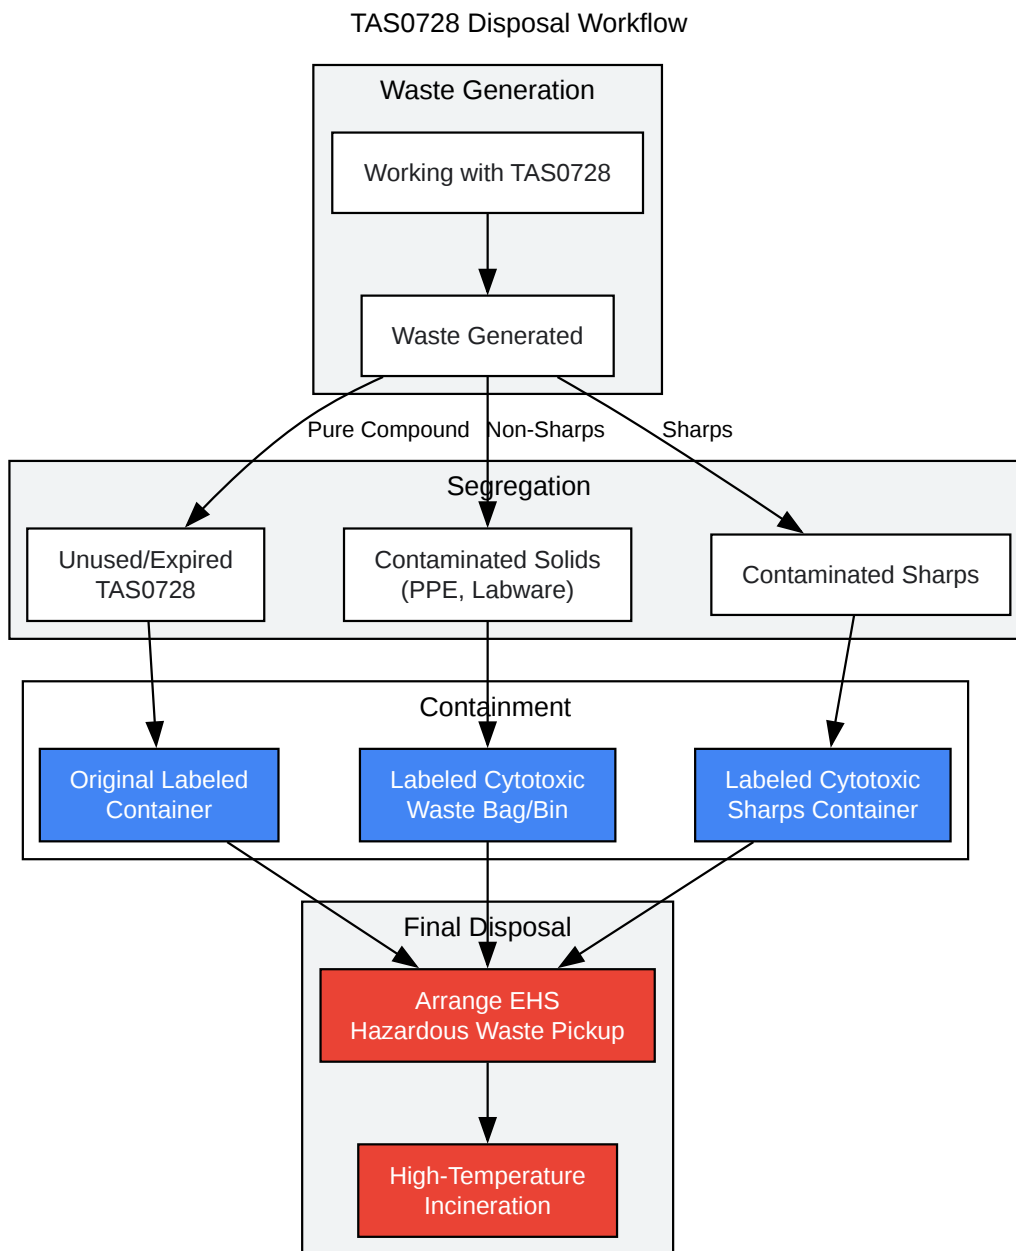 TAS0728 Disposal Workflow
Waste Generation
Working with TAS0728
Waste Generated
Pure Compound
Non-Sharps
Sharps
Segregation
Unused/Expired
TAS0728
Contaminated Solids
(PPE, Labware)
Contaminated Sharps
Containment
Original Labeled
Container
Labeled Cytotoxic
Waste Bag/Bin
Labeled Cytotoxic
Sharps Container
Final Disposal
Arrange EHS
Hazardous Waste Pickup
High-Temperature
Incineration